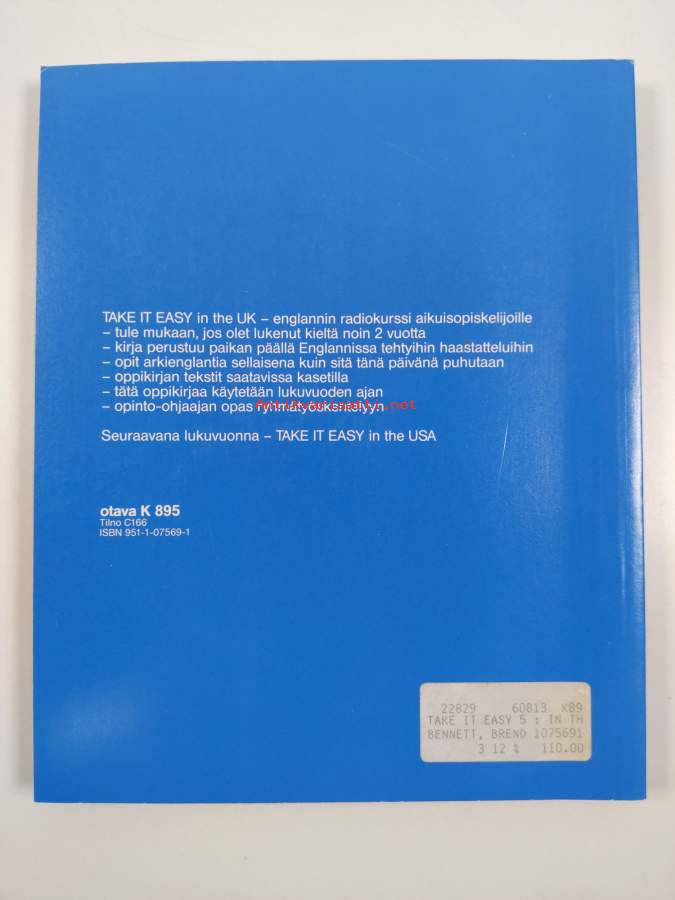 TAKE IT EASY in the UK – englannin radiokurssi aikuisopiskelijoille
– tule mukaan, jos olet lukenut kieltä noin 2 vuotta
– kirja perustuu paikan päällä Englannissa tehtyihin haastatteluihin
– opit arkienglantia sellaisena kuin sitä tänä päivänä puhutaan
– oppikirjan tekstit saatavissa kasetilla
– tätä oppikirjaa käytetään lukuvuoden ajan
– opinto-ohjaajan opas ryhmätyöskentelyyn
Antikvariaatti.net
Seuraavana lukuvuonna – TAKE IT EASY in the USA
otava K 895
Tilno C166
ISBN 951-1-07569-1
22829 60813 K89
TAKE IT EASY 5 : IN TH
BENNETT, BREND 1075691
3 12 % 110.00